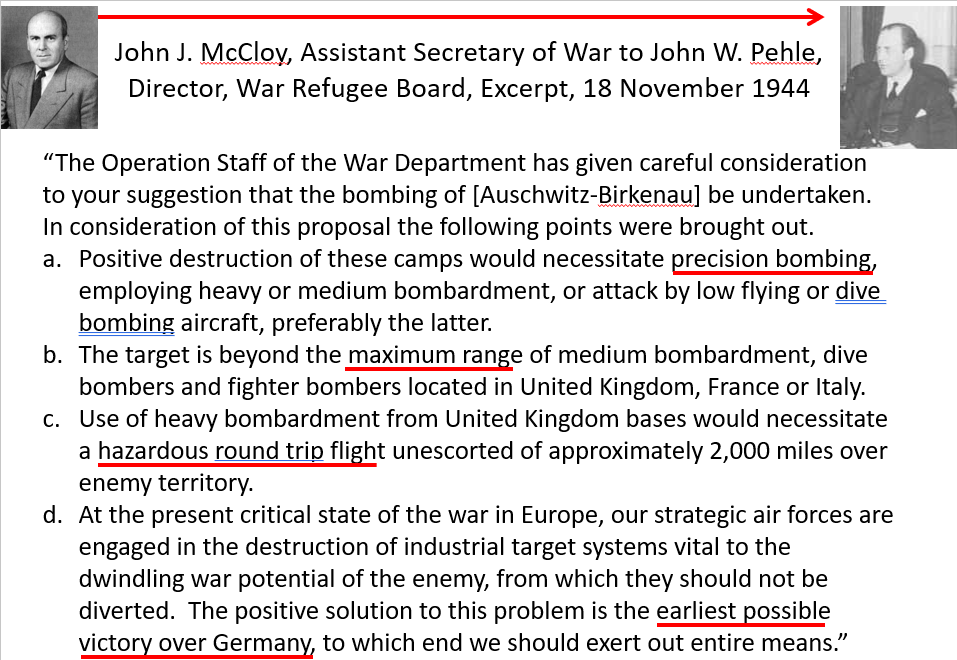 John J. McCloy, Assistant Secretary of War to John W. Pehle,
Director, War Refugee Board, Excerpt, 18 November 1944
“The Operation Staff of the War Department has given careful consideration
to your suggestion that the bombing of [Auschwitz-Birkenau] be undertaken.
In consideration of this proposal the following points were brought out.
a. Positive destruction of these camps would necessitate precision bombing,
employing heavy or medium bombardment, or attack by low flying or dive
bombing aircraft, preferably the latter.
b. The target is beyond the maximum range of medium bombardment, dive
bombers and fighter bombers located in United Kingdom, France or Italy.
c. Use of heavy bombardment from United Kingdom bases would necessitate
a hazardous round trip flight unescorted of approximately 2,000 miles over
enemy territory.
d. At the present critical state of the war in Europe, our strategic air forces are
engaged in the destruction of industrial target systems vital to the
dwindling war potential of the enemy, from which they should not be
diverted. The positive solution to this problem is the earliest possible
victory over Germany, to which end we should exert out entire means.”